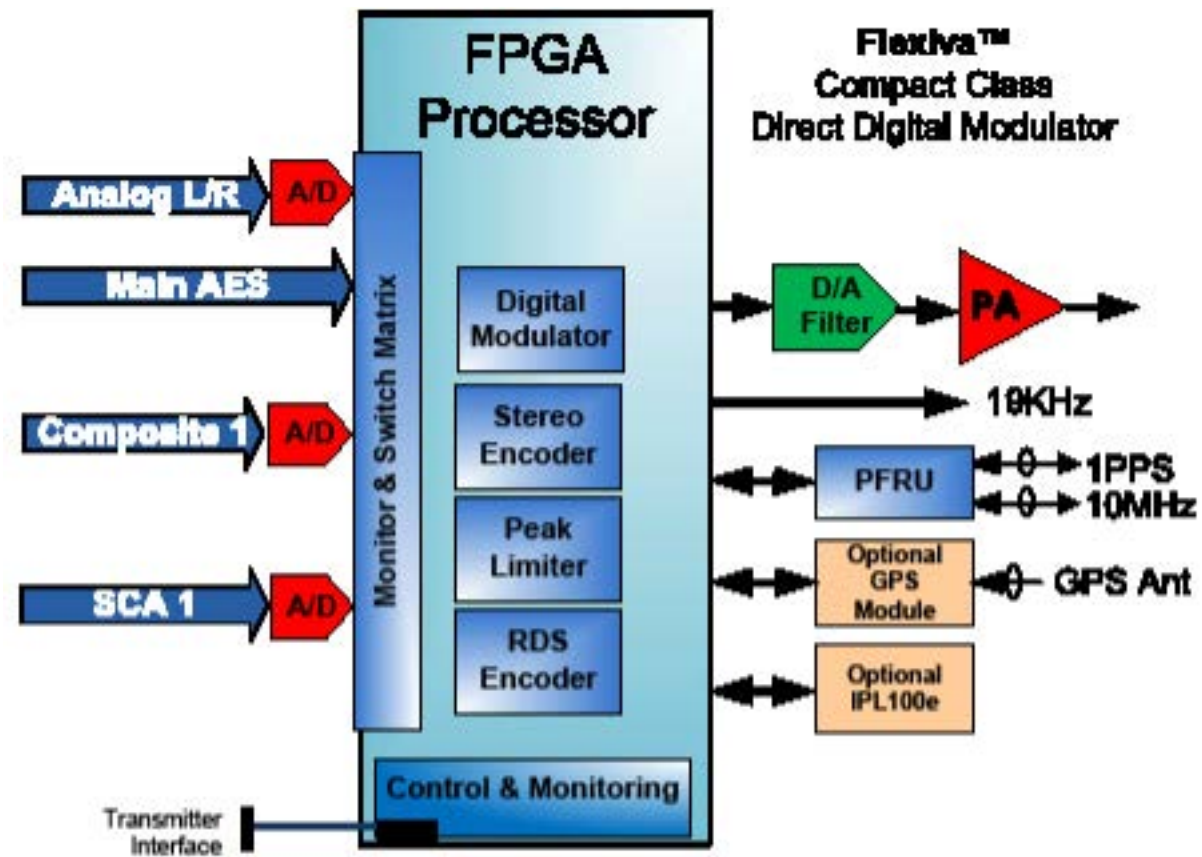 FPGA
Processor
Flexiva™
Compact Class
Direct Digital Modulator
Analog L/R
A/D
Main AES
Composite 1
A/D
SCA 1
A/D
Monitor & Switch Matrix
Digital
Modulator
Stereo
Encoder
Peak
Limiter
RDS
Encoder
Control & Monitoring
Transmitter
Interface
D/A
Filter
PA
19KHz
PFRU
1PPS
10MHz
Optional
GPS
Module
GPS Ant
Optional
IPL100e